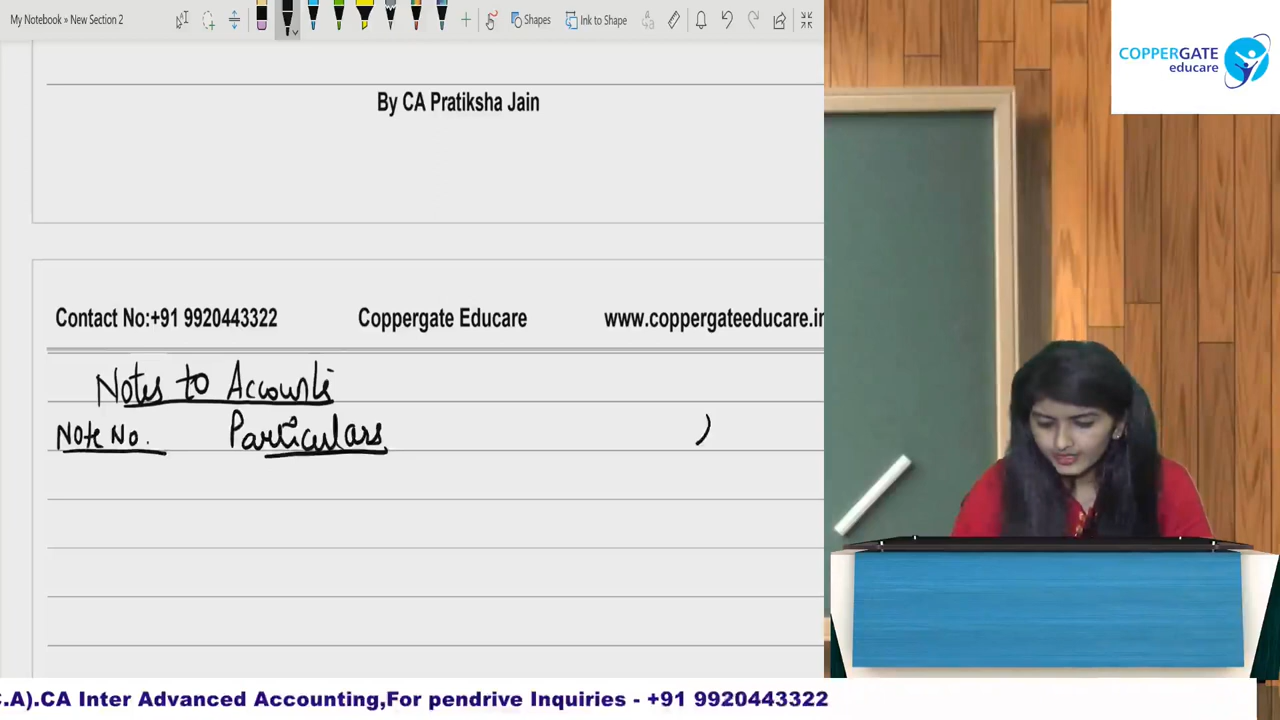 My Notebook » New Section 2
Shapes
Ink to Shape
COPPERGATE
educare
By CA Pratiksha Jain
Contact No:+91 9920443322 Coppergate Educare www.coppergateeducare.in
Notes to Accounts
Note No. Particulars )
.A).CA Inter Advanced Accounting,For pendrive Inquiries - +91 9920443322